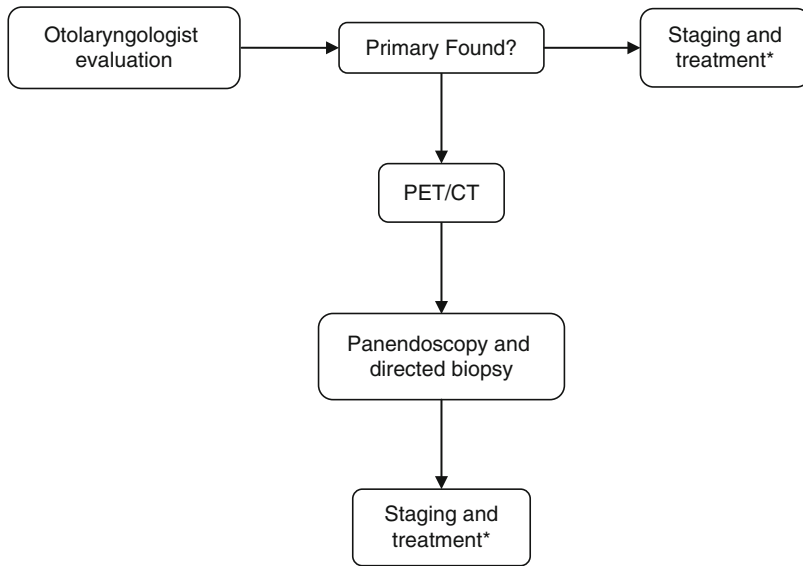 Otolaryngologist
evaluation
Primary Found?
Staging and
treatment*
PET/CT
Panendoscopy and
directed biopsy
Staging and
treatment*